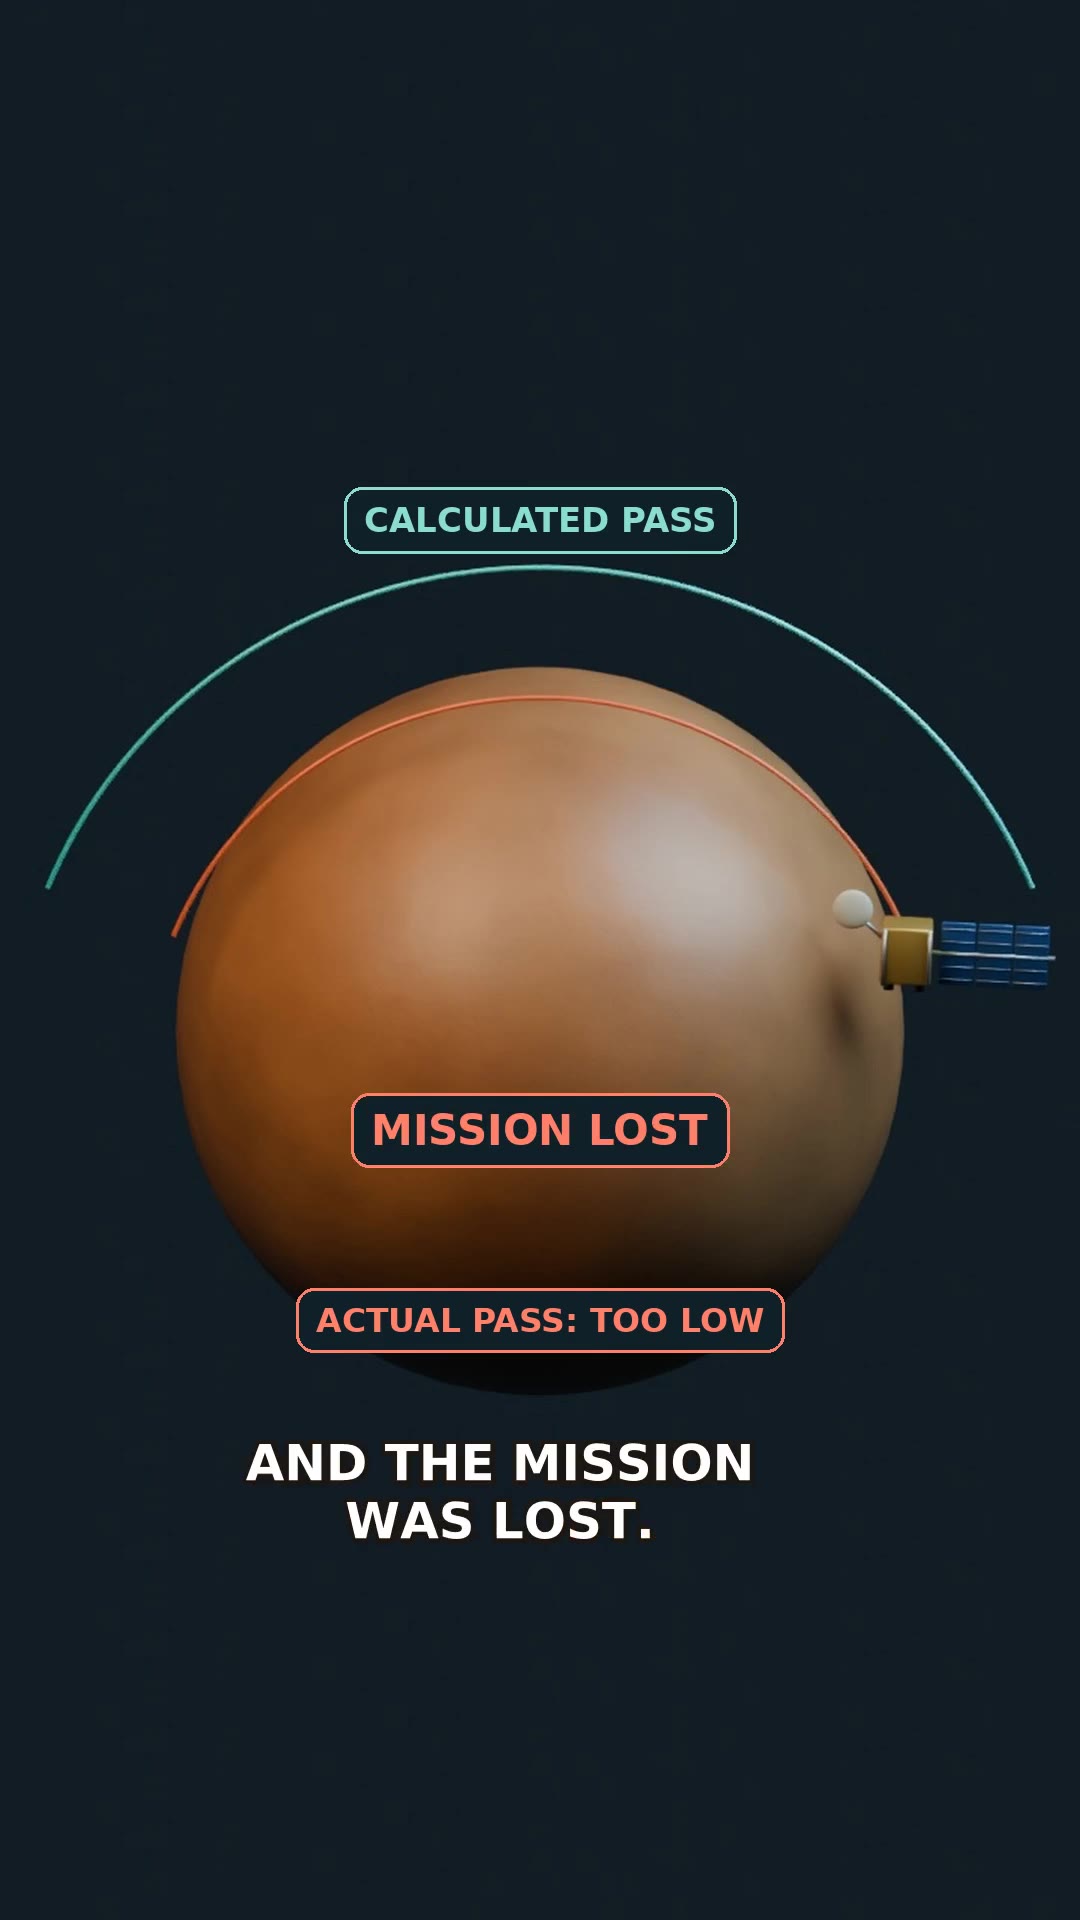 CALCULATED PASS
MISSION LOST
ACTUAL PASS: TOO LOW
AND THE MISSION
WAS LOST.